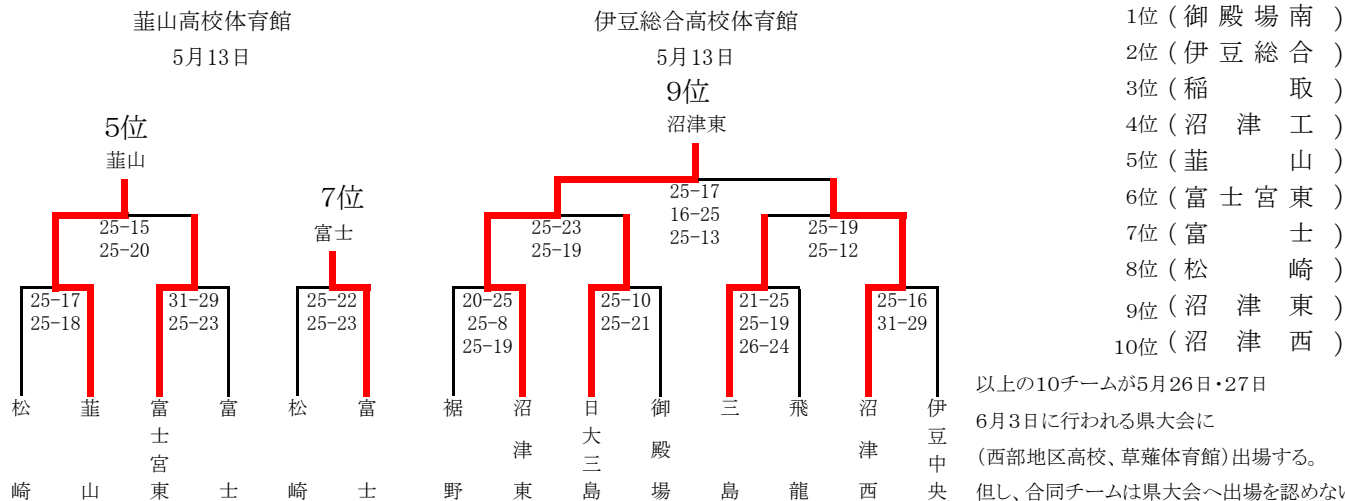 韮山高校体育館
5月13日
5位
韮山
25-15
25-20
25-17
25-18
31-29
25-23
松崎
韮山
富士宮東
富士
7位
富士
25-22
25-23
松崎
富士
伊豆総合高校体育館
5月13日
9位
沼津東
25-17
16-25
25-13
25-23
25-19
25-19
25-12
20-25
25-8
25-19
25-10
25-21
21-25
25-19
26-24
25-16
31-29
裾野
沼津東
日大三島
御殿場
三島
飛龍
沼津西
伊豆中央
1位 ( 御殿場南 )
2位 ( 伊豆総合 )
3位 ( 稲取 )
4位 ( 沼津工 )
5位 ( 韮山 )
6位 ( 富士宮東 )
7位 ( 富士 )
8位 ( 松崎 )
9位 ( 沼津東 )
10位 ( 沼津西 )
以上の10チームが5月26日・27日
6月3日に行われる県大会に
(西部地区高校、草薙体育館)出場する。
但し、合同チームは県大会へ出場を認めない